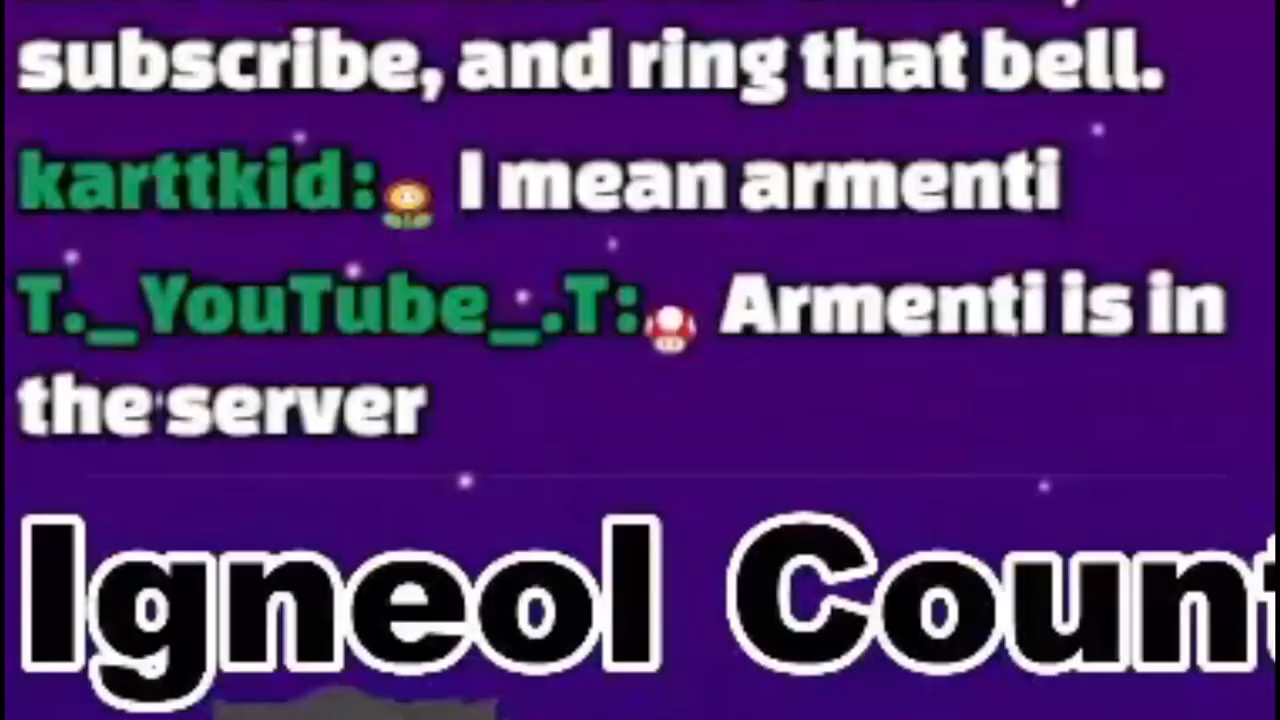 subscribe, and ring that bell.
karttkid: I mean armenti
T._YouTube_.T: Armenti is in
the server
Igneol Count